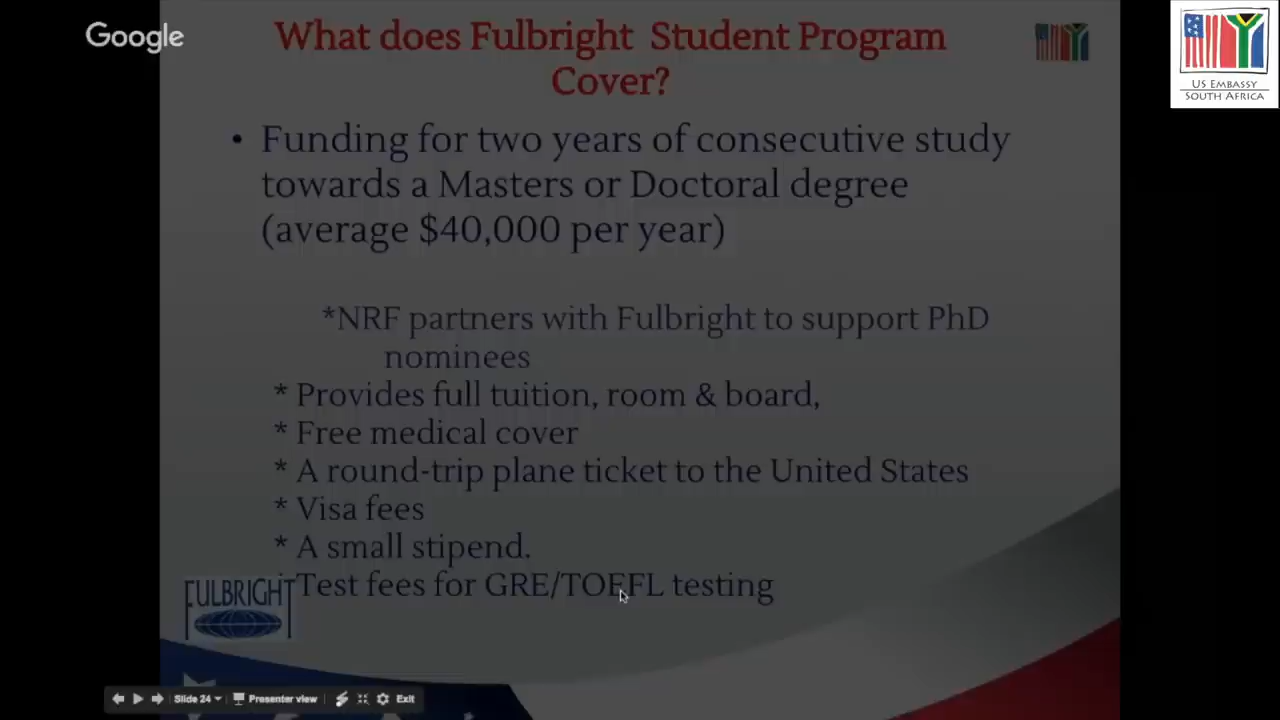 Google
What does Fulbright Student Program
Cover?
US EMBASSY
SOUTH AFRICA
• Funding for two years of consecutive study
towards a Masters or Doctoral degree
(average $40,000 per year)
*NRF partners with Fulbright to support PhD
nominees
* Provides full tuition, room & board,
* Free medical cover
* A round-trip plane ticket to the United States
* Visa fees
* A small stipend.
Test fees for GRE/TOEFL testing
FULBRIGHT
Slide 24
Presenter view
Exit